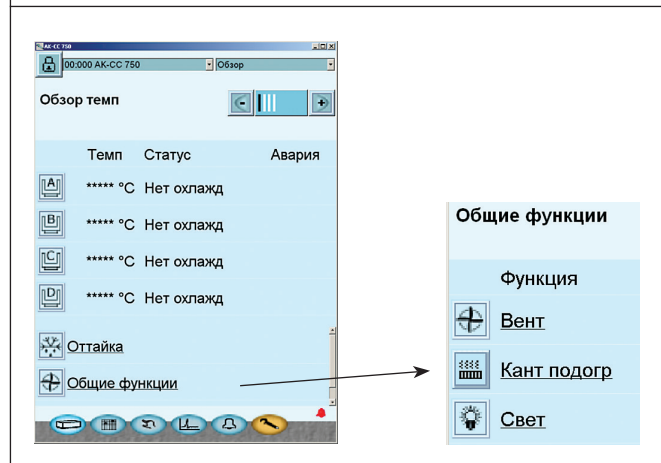 AK-CC 750
00:000 AK-CC 750 Обзор
Обзор темп
Темп Статус Авария
A ***** °C Нет охлажд
B ***** °C Нет охлажд
C ***** °C Нет охлажд
D ***** °C Нет охлажд
Оттайка
Общие функции
Общие функции
Функция
Вент
Кант подогр
Свет